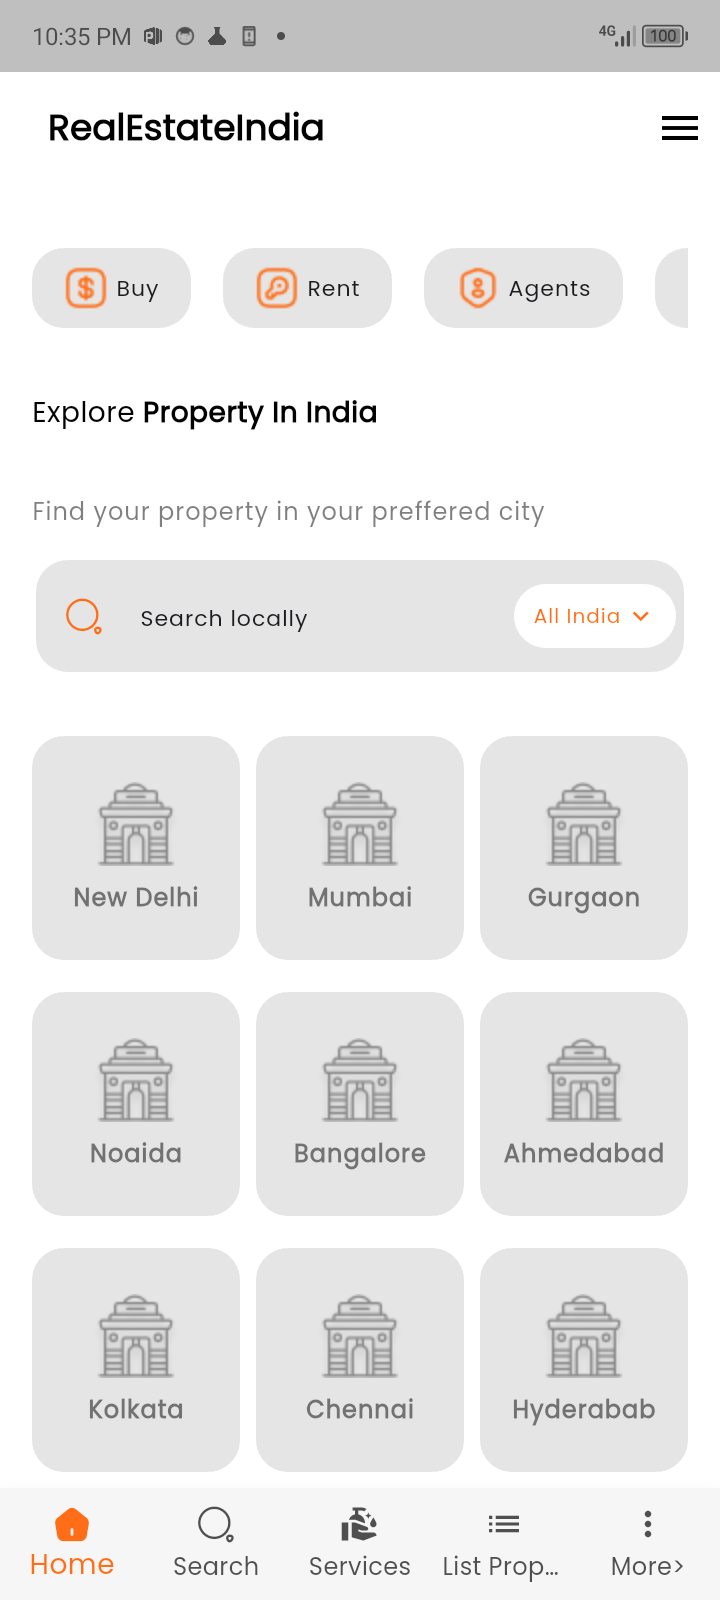 10:35 PM 4G 100
RealEstateIndia
Buy Rent Agents
Explore Property In India
Find your property in your preffered city
Search locally All India
New Delhi Mumbai Gurgaon
Noaida Bangalore Ahmedabad
Kolkata Chennai Hyderabab
Home Search Services List Prop... More>